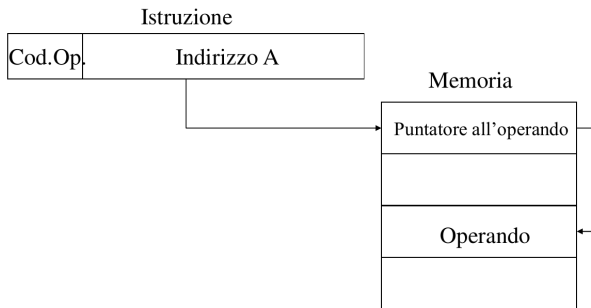 Istruzione
Cod.Op. Indirizzo A
Memoria
Puntatore all’operando
Operando